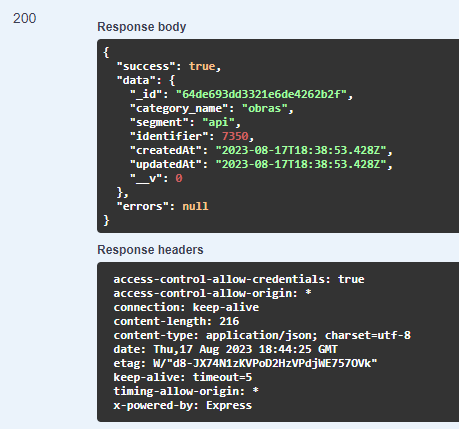 200
Response body
{
  "success": true,
  "data": {
    "_id": "64de693dd3321e6de4262b2f",
    "category_name": "obras",
    "segment": "api",
    "identifier": 7350,
    "createdAt": "2023-08-17T18:38:53.428Z",
    "updatedAt": "2023-08-17T18:38:53.428Z",
    "__v": 0
  },
  "errors": null
}
Response headers
access-control-allow-credentials: true
access-control-allow-origin: *
connection: keep-alive
content-length: 216
content-type: application/json; charset=utf-8
date: Thu,17 Aug 2023 18:44:25 GMT
etag: W/"d8-JX74N1zKVPoD2HzVPdjWE757OVk"
keep-alive: timeout=5
timing-allow-origin: *
x-powered-by: Express